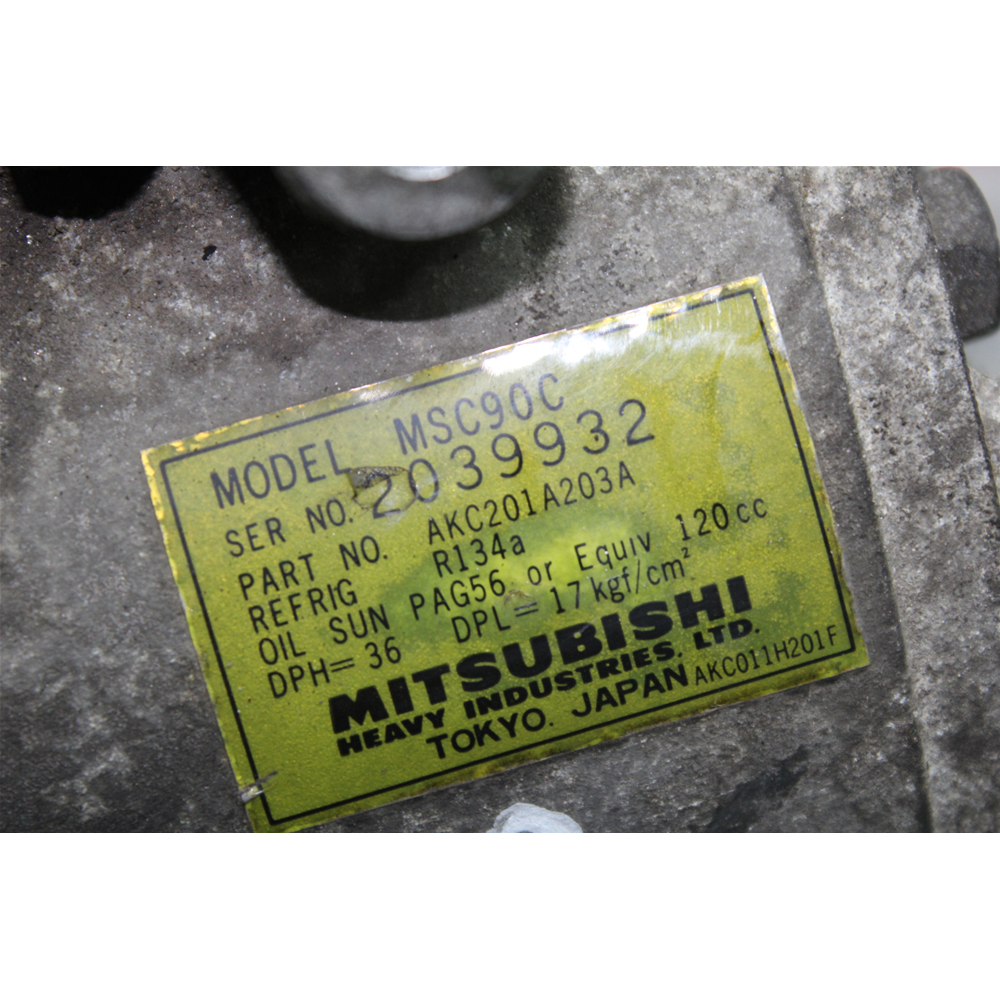 MODEL MSC90C
SER NO. 2039932
PART NO. AKC201A203A
REFRIG R134a
OIL SUN PAG56 or Equiv 120cc
DPH=36 DPL=17kgf/cm²
MITSUBISHI
HEAVY INDUSTRIES. LTD.
TOKYO. JAPAN AKC011H201F